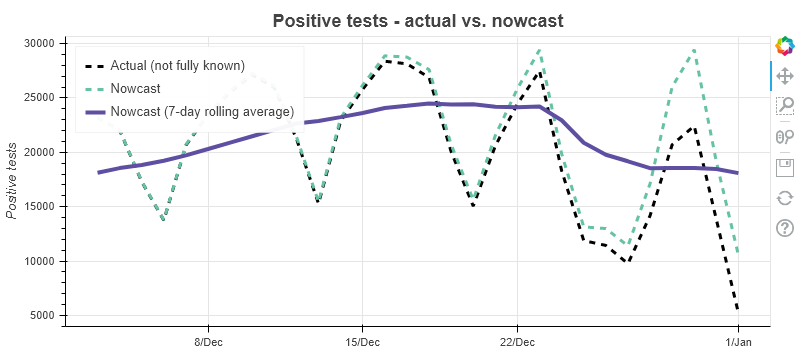 Positive tests - actual vs. nowcast
30000
25000
20000
15000
10000
5000
Positive tests
Actual (not fully known)
Nowcast
Nowcast (7-day rolling average)
8/Dec
15/Dec
22/Dec
1/Jan